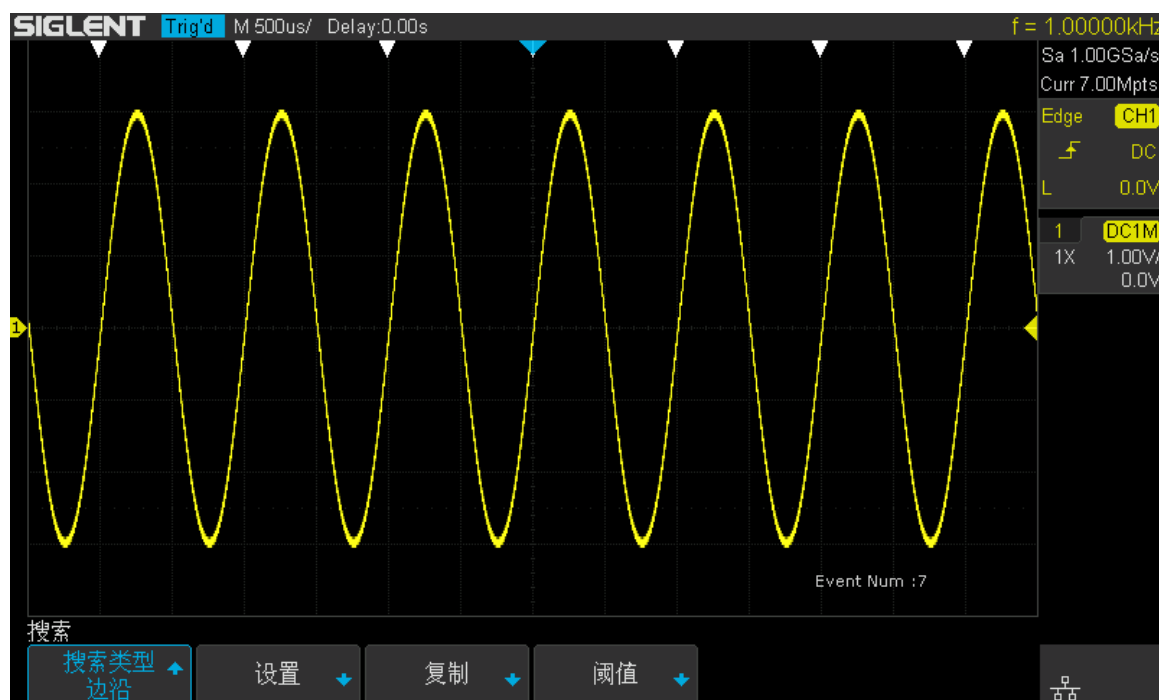 SIGLENT Trig'd M 500us/ Delay:0.00s f = 1.00000kHz
Sa 1.00GSa/s
Curr 7.00Mpts
Edge CH1
DC
L 0.0V
1 DC1M
1X 1.00V/
0.0V
1
Event Num :7
搜索
搜索类型 设置 复制 阈值
边沿